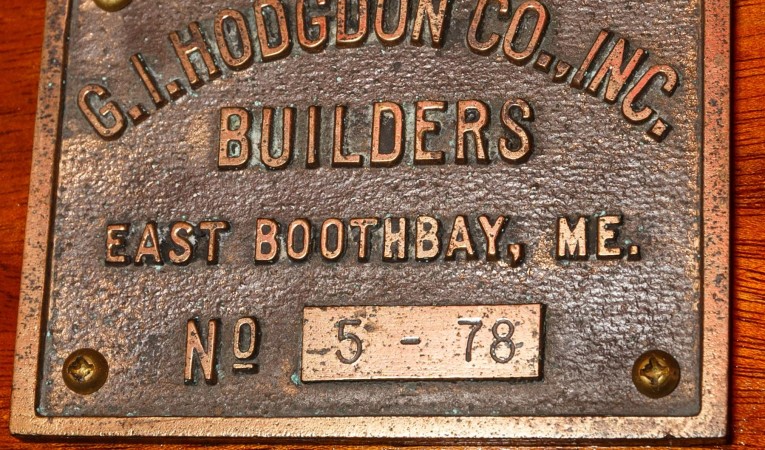 G.I. HODGDON CO., INC.
BUILDERS
EAST BOOTHBAY, ME.
Nº 5 - 78